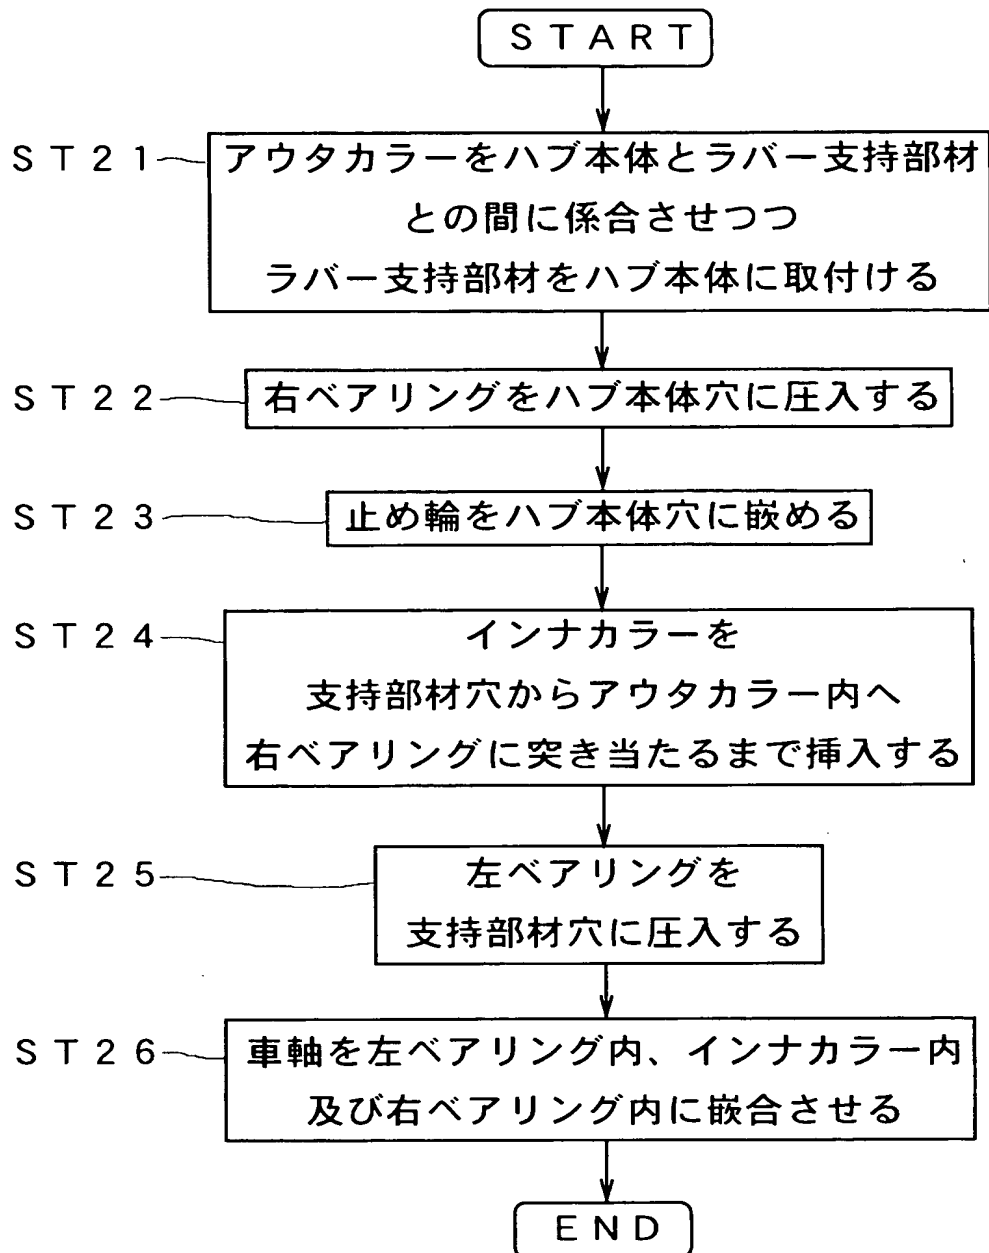 START
ST21
アウタカラーをハブ本体とラバー支持部材
との間に係合させつつ
ラバー支持部材をハブ本体に取付ける
ST22
右ベアリングをハブ本体穴に圧入する
ST23
止め輪をハブ本体穴に嵌める
ST24
インナカラーを
支持部材穴からアウタカラー内へ
右ベアリングに突き当たるまで挿入する
ST25
左ベアリングを
支持部材穴に圧入する
ST26
車軸を左ベアリング内、インナカラー内
及び右ベアリング内に嵌合させる
END